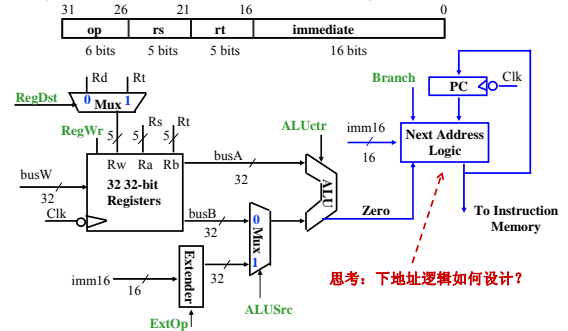 31 26 21 16 0
op rs rt immediate
6 bits 5 bits 5 bits 16 bits
Rd Rt
RegDst 0 Mux 1
Branch PC Clk
RegWr 5 5 Rs 5 Rt
ALUctr
imm16
16
Next Address
Logic
busW
32
Rw Ra Rb
32 32-bit
Registers
busA
32
ALU
Clk
busB
32
0
Mux
1
Zero
To Instruction
Memory
imm16
16
Extender
32
思考：下地址逻辑如何设计？
ExtOp
ALUSrc